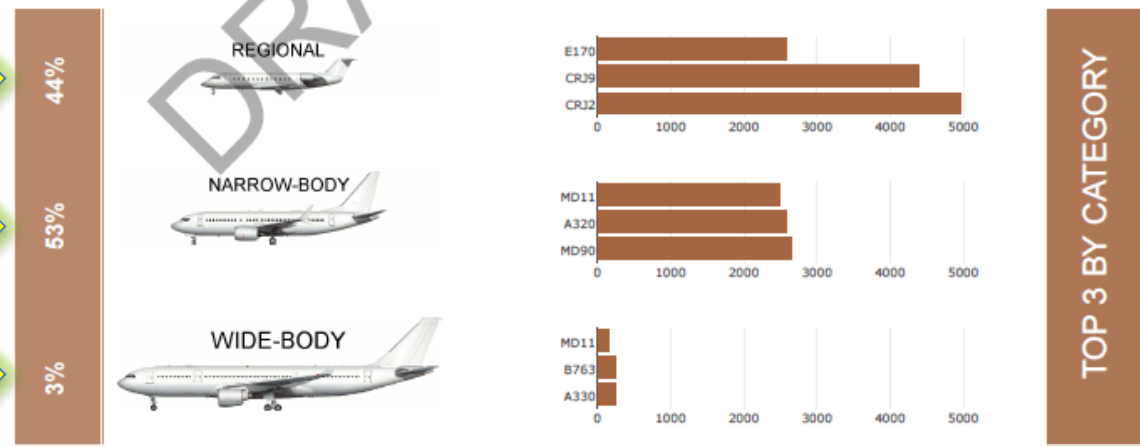 44%
REGIONAL
E170
CRJ9
CRJ2
0 1000 2000 3000 4000 5000
53%
NARROW-BODY
MD11
A320
MD90
0 1000 2000 3000 4000 5000
3%
WIDE-BODY
MD11
B763
A330
0 1000 2000 3000 4000 5000
TOP 3 BY CATEGORY
DRA